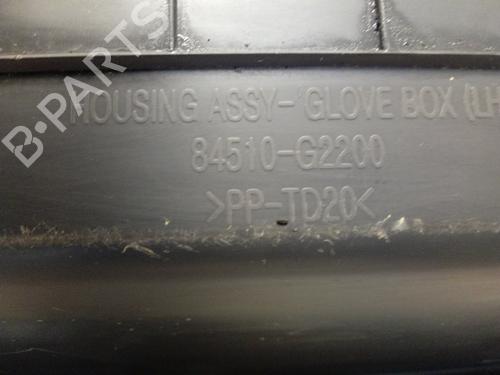 B-PARTS
HOUSING ASSY-GLOVE BOX (LH
84510-G2200
>PP-TD20<